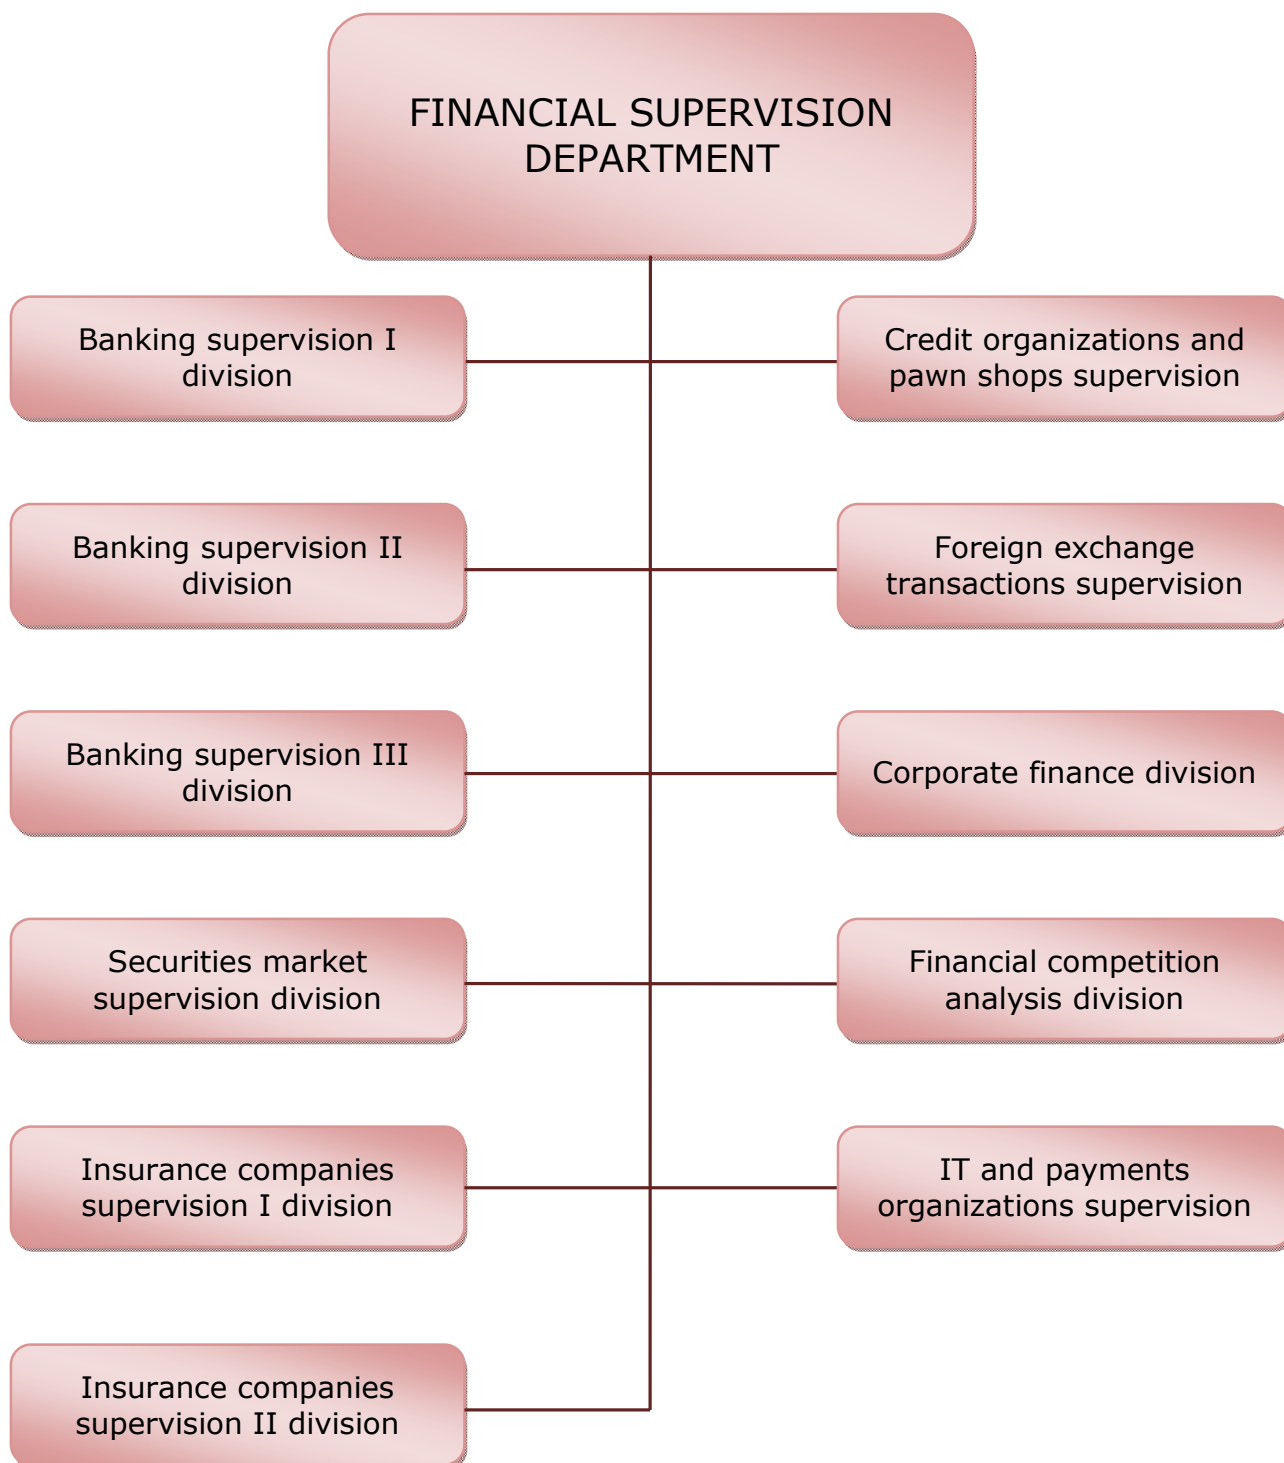 FINANCIAL SUPERVISION
DEPARTMENT
Banking supervision I
division
Credit organizations and
pawn shops supervision
Banking supervision II
division
Foreign exchange
transactions supervision
Banking supervision III
division
Corporate finance division
Securities market
supervision division
Financial competition
analysis division
Insurance companies
supervision I division
IT and payments
organizations supervision
Insurance companies
supervision II division